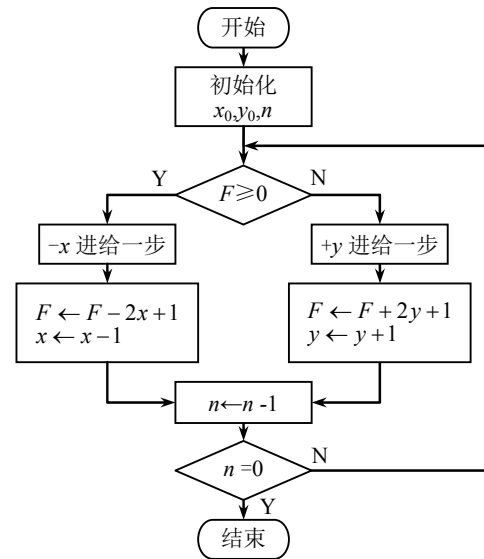 开始
初始化
x₀,y₀,n
Y
F≥0
N
−x 进给一步
+y 进给一步
F ← F − 2x + 1
x ← x − 1
F ← F + 2y + 1
y ← y + 1
n←n -1
n =0
N
Y
结束